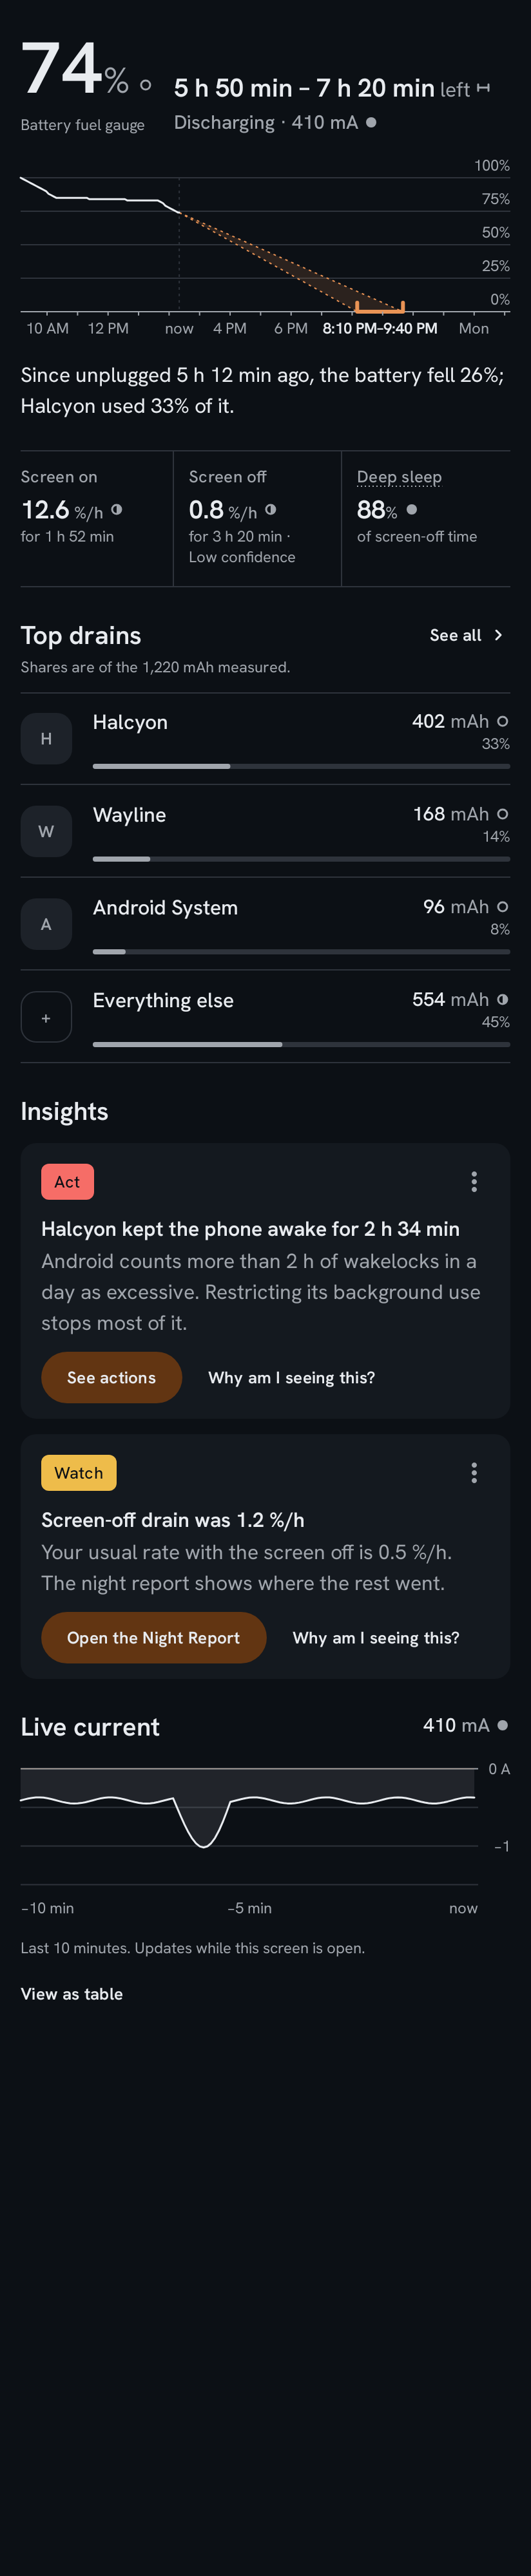 74%
5 h 50 min – 7 h 20 min left
Battery fuel gauge
Discharging · 410 mA
100%
75%
50%
25%
0%
10 AM 12 PM now 4 PM 6 PM 8:10 PM–9:40 PM Mon
Since unplugged 5 h 12 min ago, the battery fell 26%;
Halcyon used 33% of it.
Screen on
12.6 %/h
for 1 h 52 min
Screen off
0.8 %/h
for 3 h 20 min ·
Low confidence
Deep sleep
88%
of screen-off time
Top drains
See all
Shares are of the 1,220 mAh measured.
H
Halcyon
402 mAh
33%
W
Wayline
168 mAh
14%
A
Android System
96 mAh
8%
+
Everything else
554 mAh
45%
Insights
Act
Halcyon kept the phone awake for 2 h 34 min
Android counts more than 2 h of wakelocks in a
day as excessive. Restricting its background use
stops most of it.
See actions
Why am I seeing this?
Watch
Screen-off drain was 1.2 %/h
Your usual rate with the screen off is 0.5 %/h.
The night report shows where the rest went.
Open the Night Report
Why am I seeing this?
Live current
410 mA
0 A
−1
−10 min −5 min now
Last 10 minutes. Updates while this screen is open.
View as table